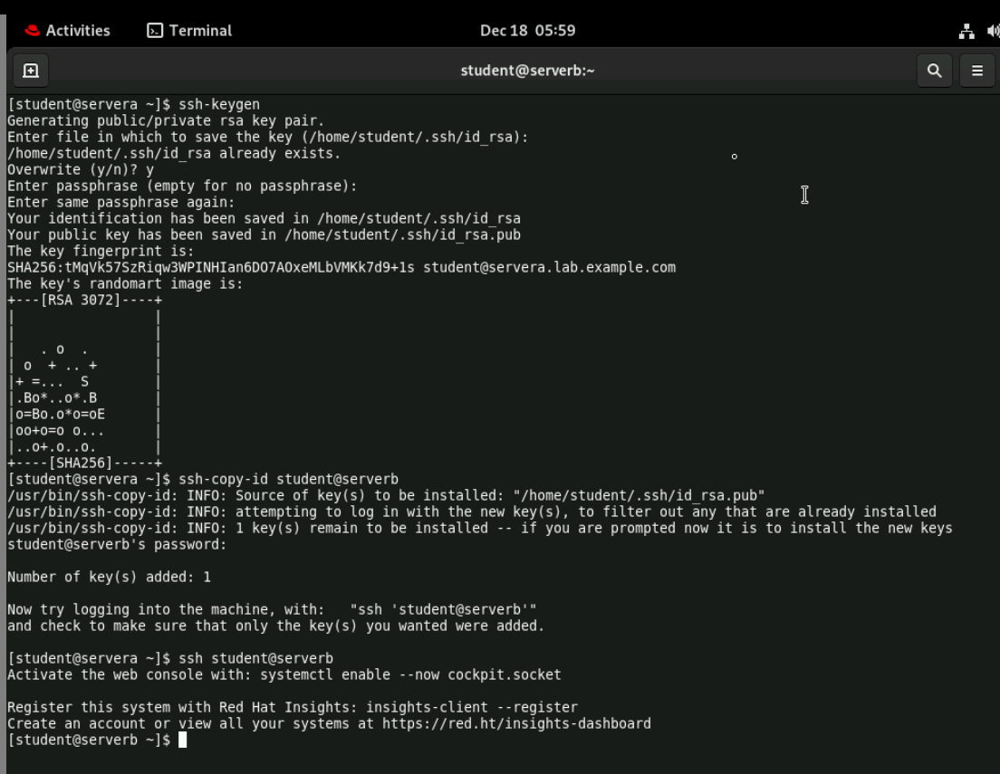 Activities Terminal Dec 18 05:59
student@serverb:~
[student@servera ~]$ ssh-keygen
Generating public/private rsa key pair.
Enter file in which to save the key (/home/student/.ssh/id_rsa):
/home/student/.ssh/id_rsa already exists.
Overwrite (y/n)? y
Enter passphrase (empty for no passphrase):
Enter same passphrase again:
Your identification has been saved in /home/student/.ssh/id_rsa
Your public key has been saved in /home/student/.ssh/id_rsa.pub
The key fingerprint is:
SHA256:tMqVk57SzRiqw3WPINHIan6DO7AOxeMLbVMKk7d9+1s student@servera.lab.example.com
The key's randomart image is:
+---[RSA 3072]----+
|                 |
|                 |
|   . o  .        |
| o  + .. +       |
|+ =...  S        |
|.Bo*..o*.B       |
|o=Bo.o*o=oE      |
|oo+o=o o...      |
|..o+.o..o.       |
+----[SHA256]-----+
[student@servera ~]$ ssh-copy-id student@serverb
/usr/bin/ssh-copy-id: INFO: Source of key(s) to be installed: "/home/student/.ssh/id_rsa.pub"
/usr/bin/ssh-copy-id: INFO: attempting to log in with the new key(s), to filter out any that are already installed
/usr/bin/ssh-copy-id: INFO: 1 key(s) remain to be installed -- if you are prompted now it is to install the new keys
student@serverb's password:
Number of key(s) added: 1
Now try logging into the machine, with:   "ssh 'student@serverb'"
and check to make sure that only the key(s) you wanted were added.
[student@servera ~]$ ssh student@serverb
Activate the web console with: systemctl enable --now cockpit.socket
Register this system with Red Hat Insights: insights-client --register
Create an account or view all your systems at https://red.ht/insights-dashboard
[student@serverb ~]$